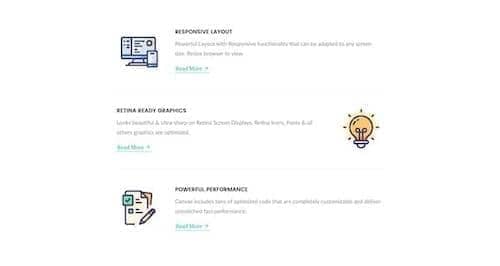 RESPONSIVE LAYOUT
Powerful Layout with Responsive functionality that can be adapted to any screen
size. Resize browser to view.
Read More
RETINA READY GRAPHICS
Looks beautiful & ultra-sharp on Retina Screen Displays. Retina Icons, Fonts & all
others graphics are optimized.
Read More
POWERFUL PERFORMANCE
Canvas includes tons of optimized code that are completely customizable and deliver
unmatched fast performance.
Read More